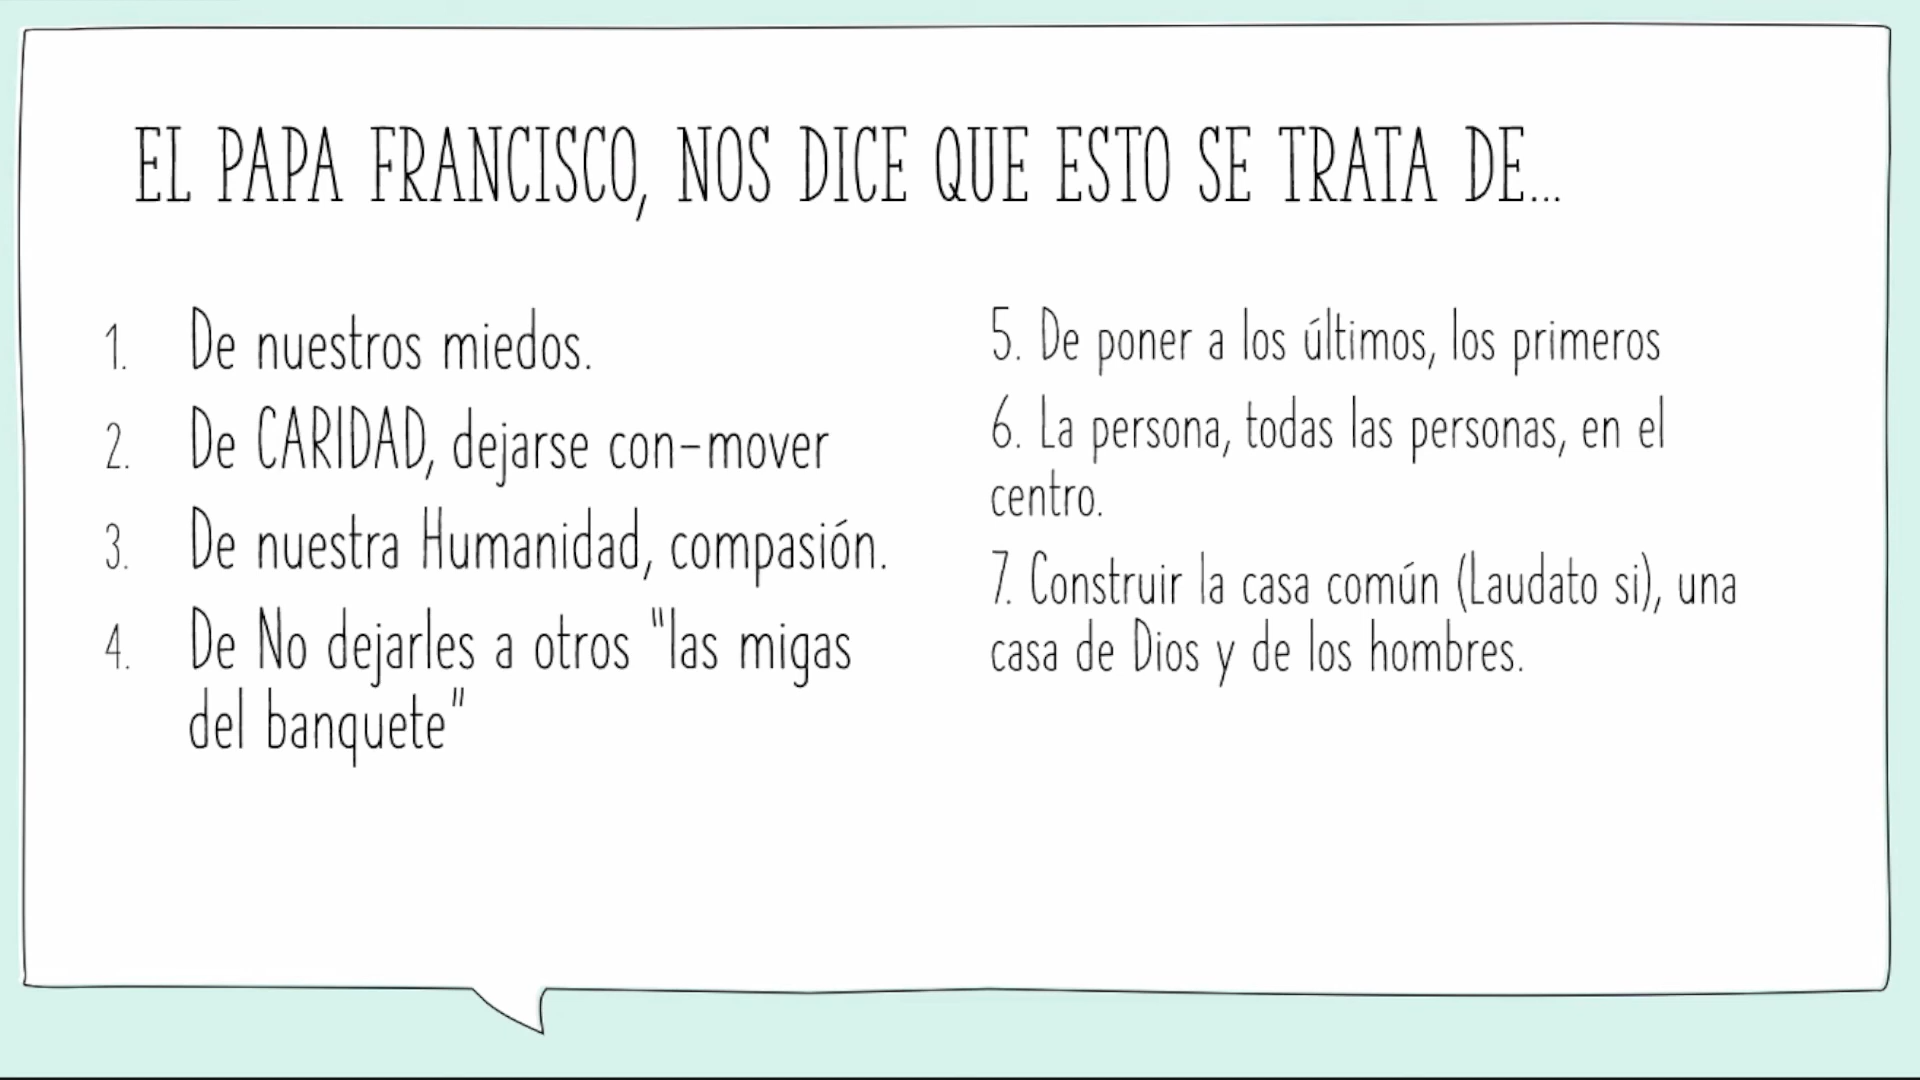 EL PAPA FRANCISCO, NOS DICE QUE ESTO SE TRATA DE...
1. De nuestros miedos.
2. De CARIDAD, dejarse con-mover
3. De nuestra Humanidad, compasión.
4. De No dejarles a otros "las migas
del banquete"
5. De poner a los últimos, los primeros
6. La persona, todas las personas, en el
centro.
7. Construir la casa común (Laudato si), una
casa de Dios y de los hombres.